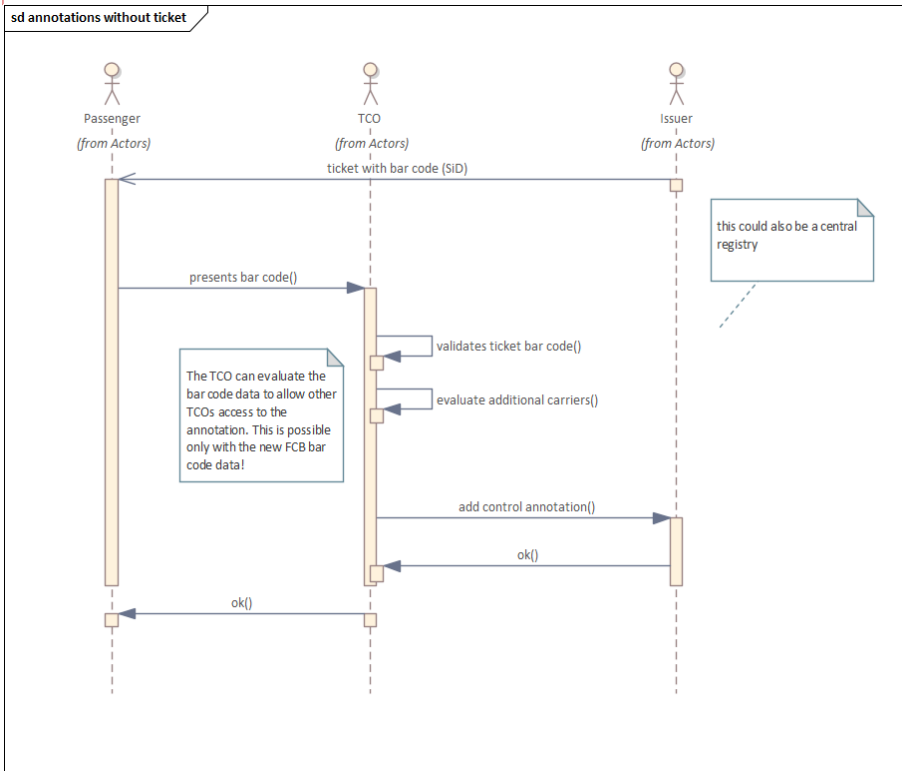 sd annotations without ticket
Passenger
TCO
Issuer
(from Actors)
(from Actors)
(from Actors)
ticket with bar code (SiD)
this could also be a central
registry
presents bar code()
validates ticket bar code()
The TCO can evaluate the
bar code data to allow other
TCOs access to the
annotation. This is possible
only with the new FCB bar
code data!
evaluate additional carriers()
add control annotation()
ok()
ok()